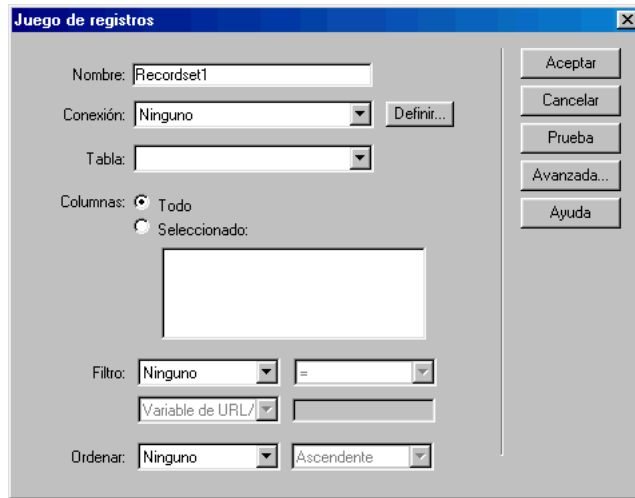 Juego de registros
Nombre: Recordset1
Aceptar
Conexión: Ninguno Definir...
Cancelar
Tabla:
Prueba
Avanzada...
Columnas: Todo
Seleccionado:
Ayuda
Filtro: Ninguno =
Variable de URL/
Ordenar: Ninguno Ascendente